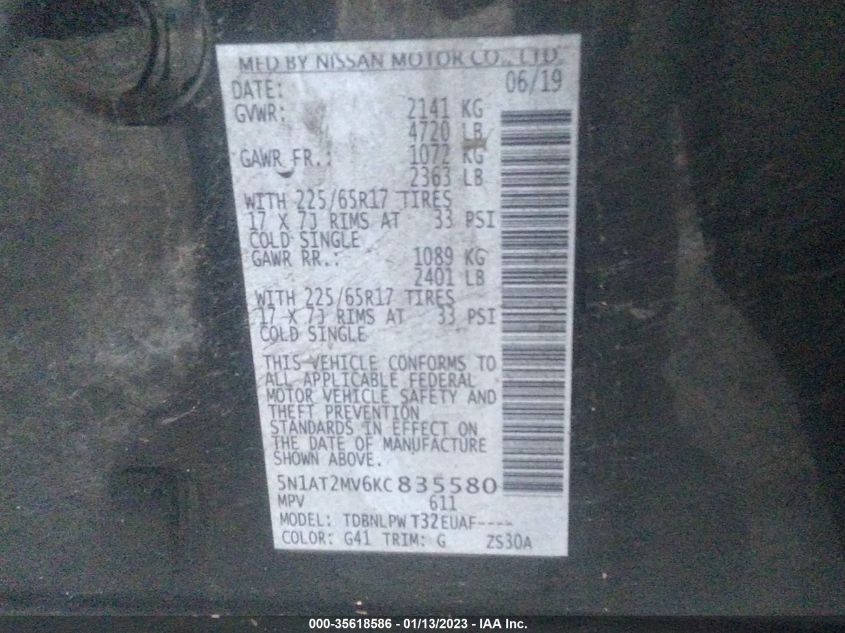 MFD BY NISSAN MOTOR CO., LTD.
DATE: 06/19
GVWR: 2141 KG
4720 LB
GAWR FR.: 1072 KG
2363 LB
WITH 225/65R17 TIRES
17 X 7J RIMS AT 33 PSI
COLD SINGLE
GAWR RR.: 1089 KG
2401 LB
WITH 225/65R17 TIRES
17 X 7J RIMS AT 33 PSI
COLD SINGLE
THIS VEHICLE CONFORMS TO
ALL APPLICABLE FEDERAL
MOTOR VEHICLE SAFETY AND
THEFT PREVENTION
STANDARDS IN EFFECT ON
THE DATE OF MANUFACTURE
SHOWN ABOVE.
5N1AT2MV6KC835580
MPV 611
MODEL: TDBNLPWT32EUAF----
COLOR: G41 TRIM: G ZS30A
000-35618586 - 01/13/2023 - IAA Inc.